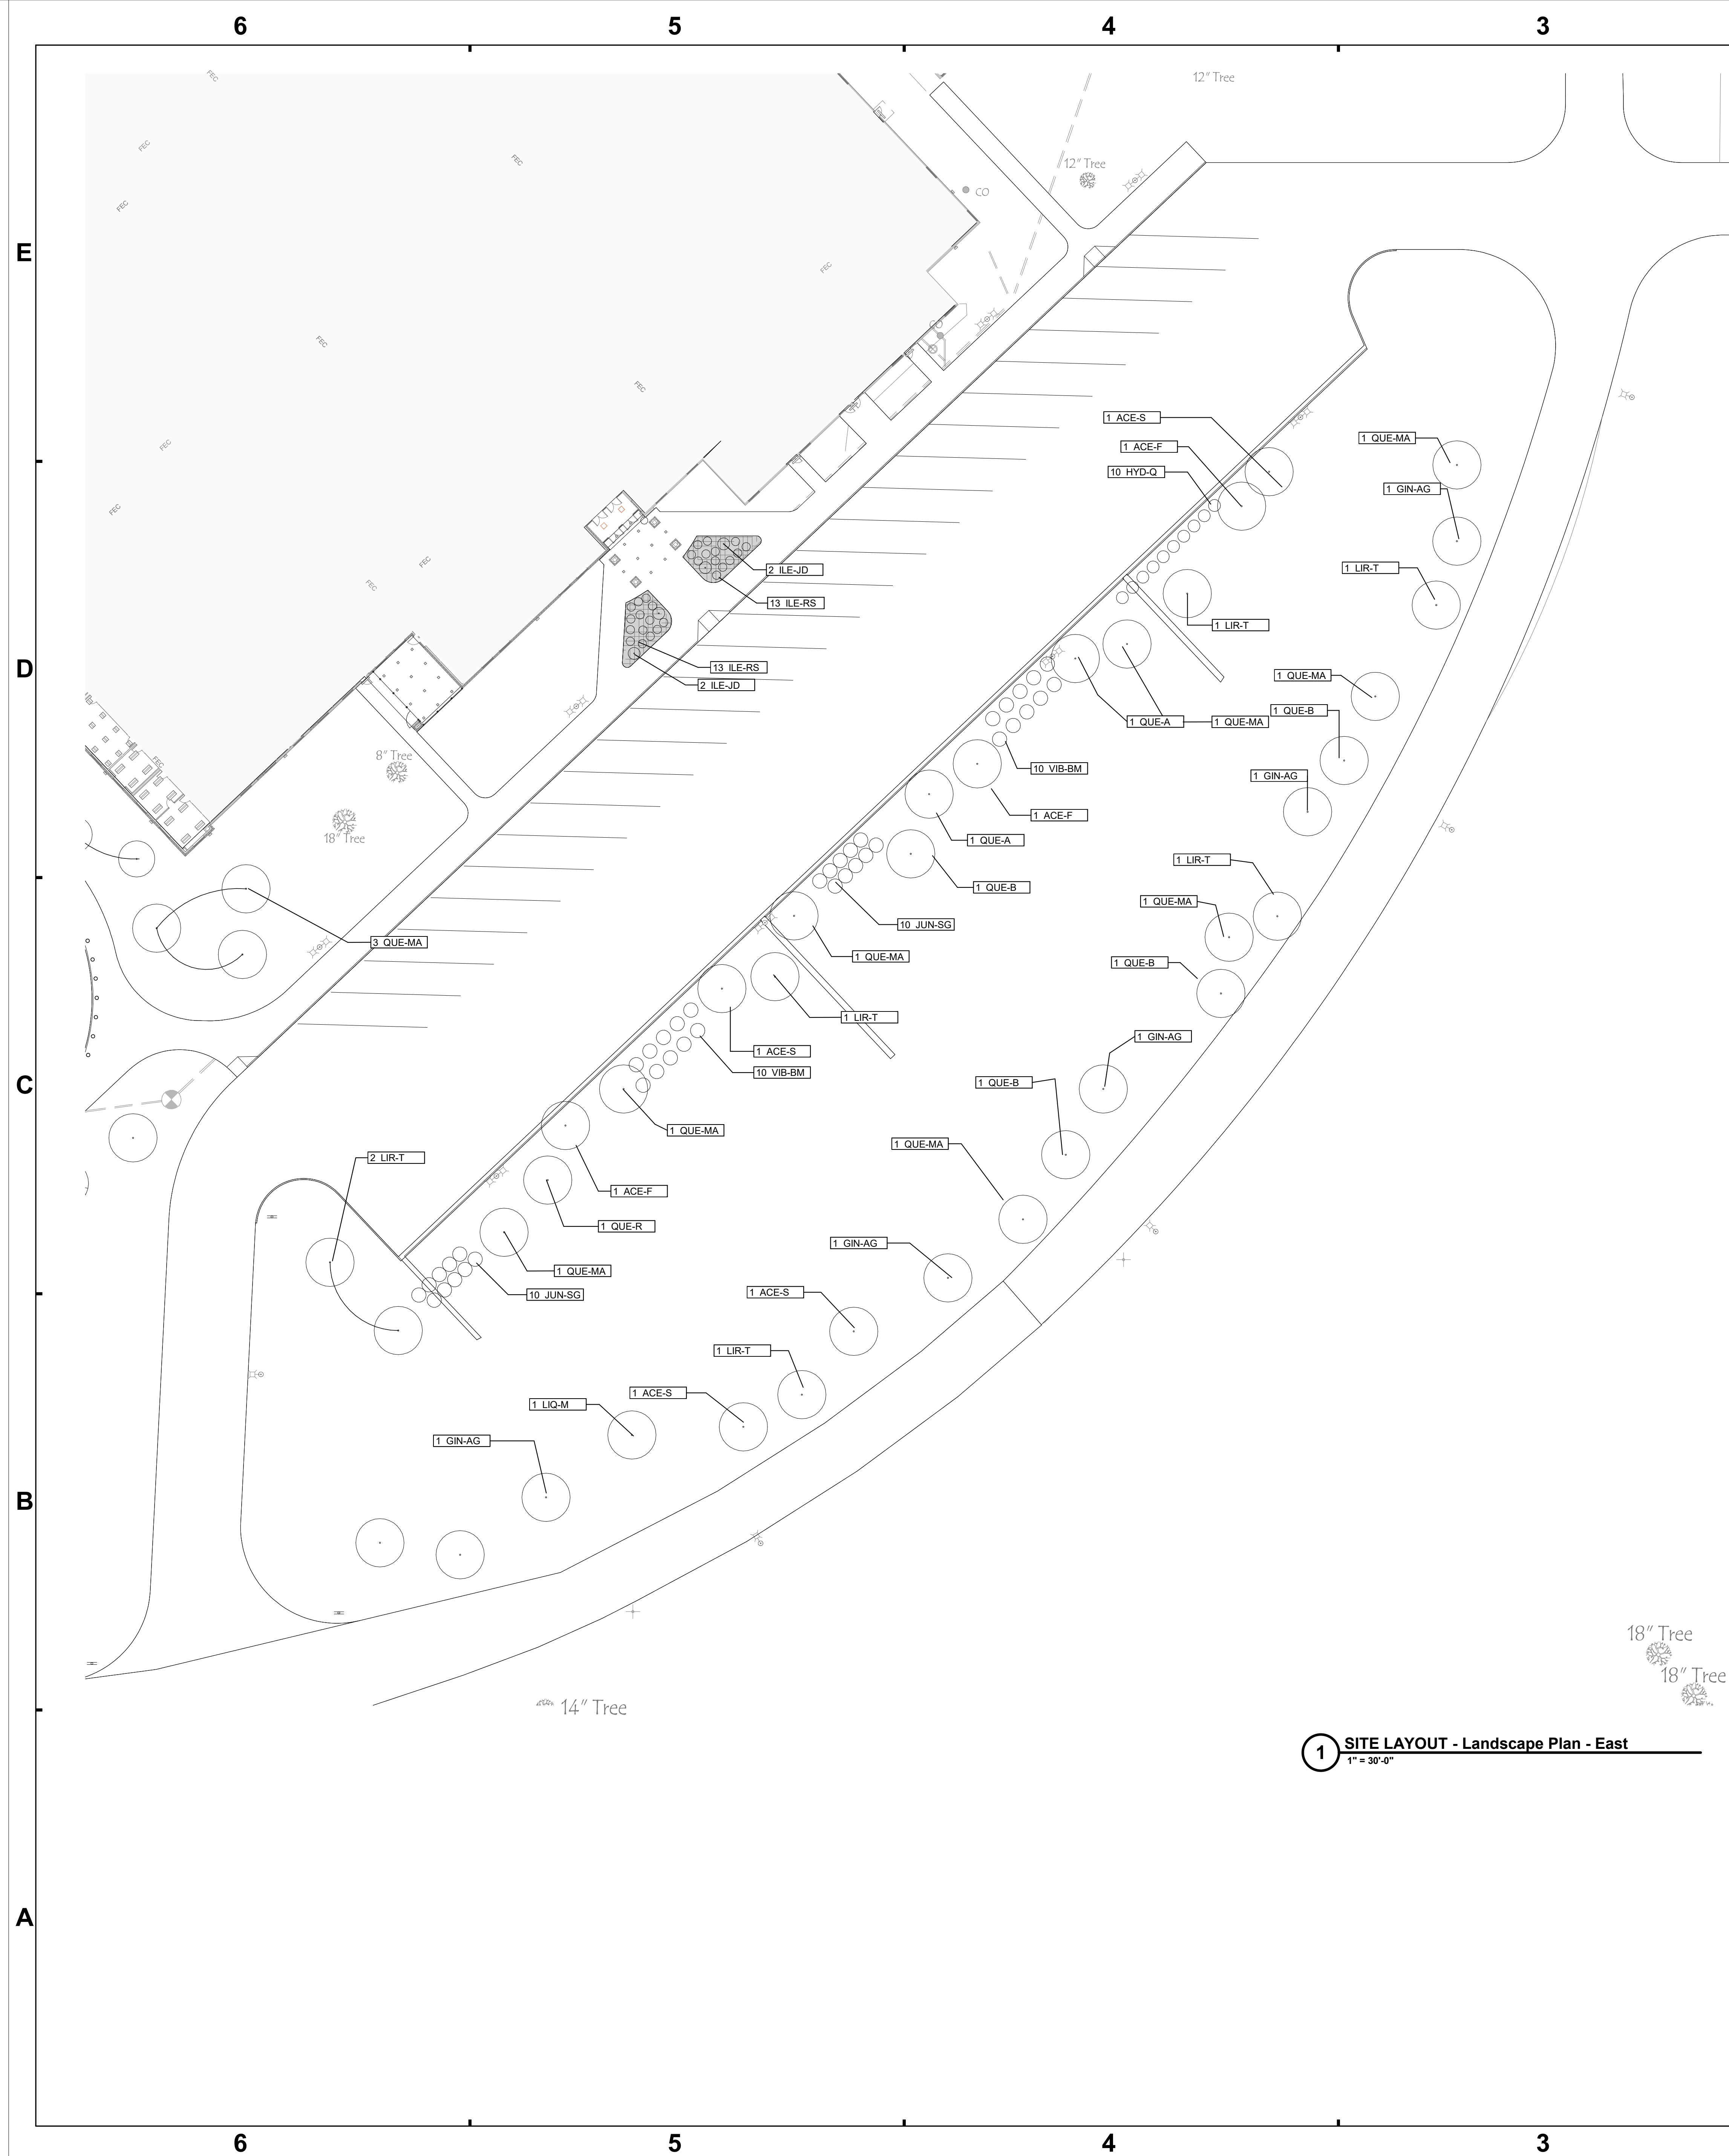 6 5 4 3
FEC
12" Tree
FEC
FEC
12" Tree
CO
FEC
E
FEC
FEC
FEC
1 ACE-S
1 QUE-MA
FEC
1 ACE-F
10 HYD-Q
1 GIN-AG
FEC
FEC
FEC
2 ILE-JD
1 LIR-T
13 ILE-RS
1 LIR-T
D
13 ILE-RS
1 QUE-MA
2 ILE-JD
1 QUE-B
1 QUE-A
1 QUE-MA
8" Tree
FEC
10 VIB-BM
1 GIN-AG
1 ACE-F
18" Tree
1 QUE-A
1 LIR-T
1 QUE-B
1 QUE-MA
10 JUN-SG
3 QUE-MA
1 QUE-MA
1 QUE-B
1 LIR-T
1 GIN-AG
1 ACE-S
10 VIB-BM
1 QUE-B
C
1 QUE-MA
1 QUE-MA
2 LIR-T
1 ACE-F
1 QUE-R
1 GIN-AG
1 QUE-MA
1 ACE-S
10 JUN-SG
1 LIR-T
1 ACE-S
1 LIQ-M
1 GIN-AG
B
18" Tree
18" Tree
14" Tree
1
SITE LAYOUT - Landscape Plan - East
1" = 30'-0"
A
6 5 4 3